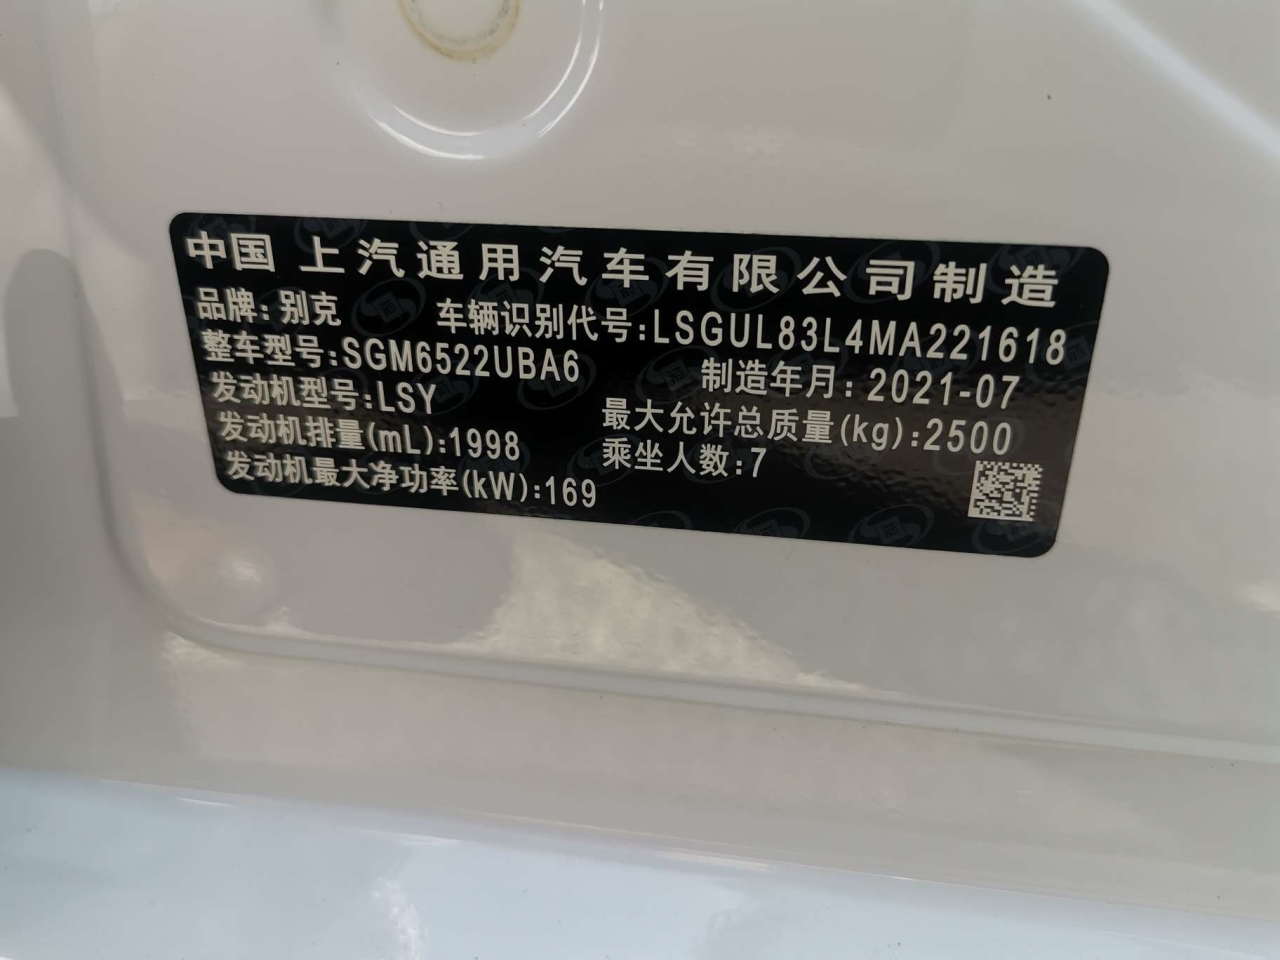 中国 上汽通用汽车有限公司制造
品牌:别克 车辆识别代号:LSGUL83L4MA221618
整车型号:SGM6522UBA6 制造年月:2021-07
发动机型号:LSY 最大允许总质量(kg):2500
发动机排量(mL):1998 乘坐人数:7
发动机最大净功率(kW):169